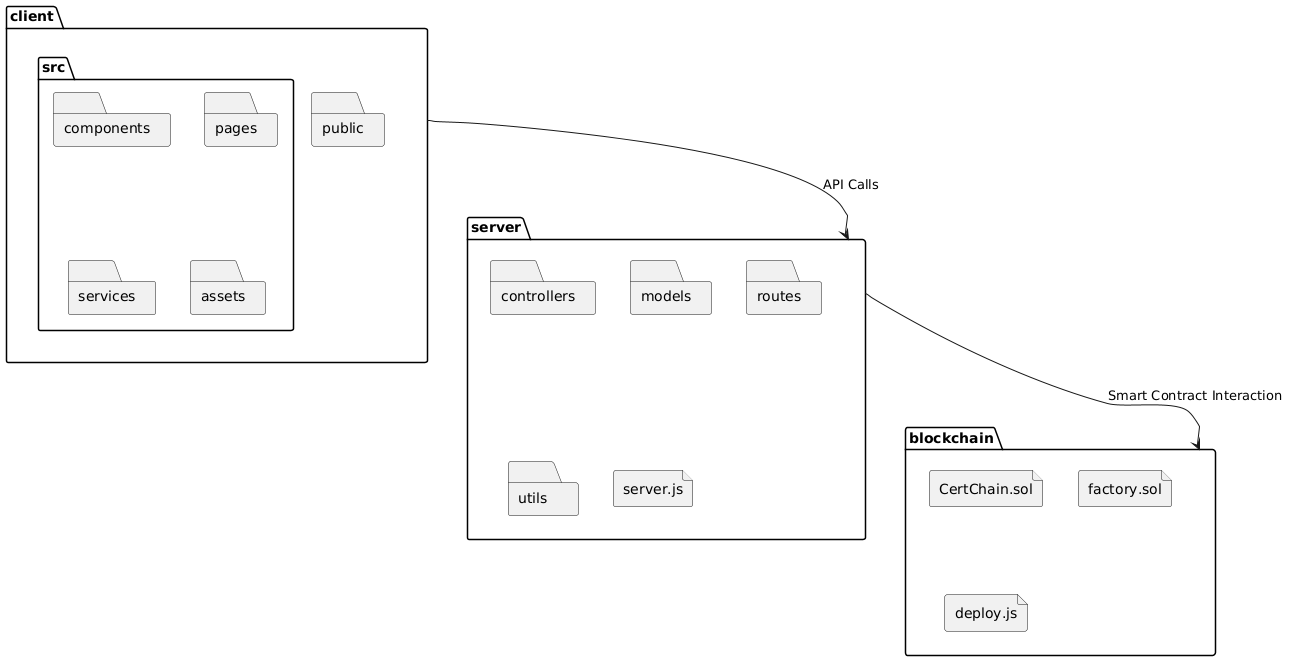 client
src
components
pages
public
services
assets
API Calls
server
controllers
models
routes
utils
server.js
Smart Contract Interaction
blockchain
CertChain.sol
factory.sol
deploy.js